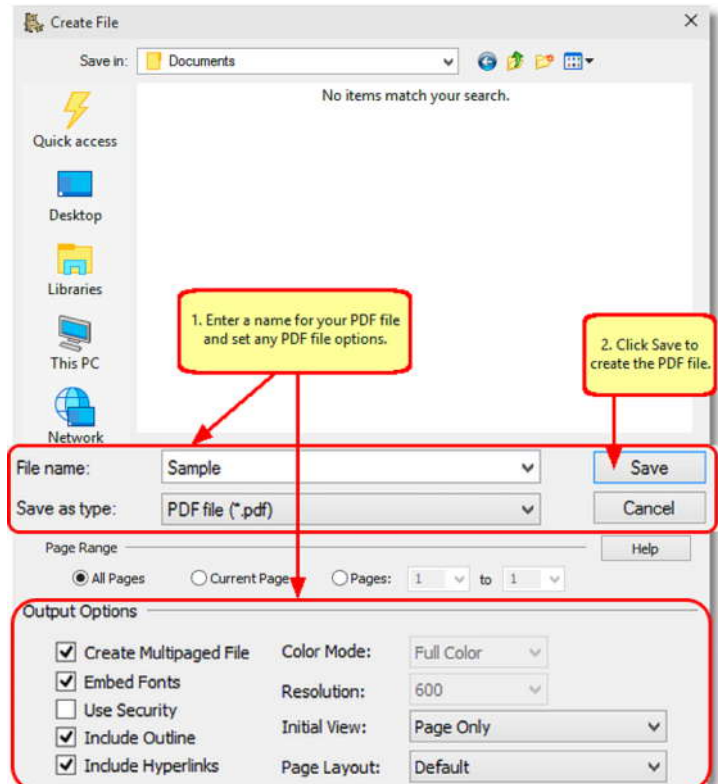 Create File
Save in: Documents
No items match your search.
Quick access
Desktop
Libraries
This PC
Network
1. Enter a name for your PDF file
and set any PDF file options.
2. Click Save to
create the PDF file.
File name: Sample Save
Save as type: PDF file (*.pdf) Cancel
Page Range Help
All Pages Current Page Pages: 1 to 1
Output Options
Create Multipaged File Color Mode: Full Color
Embed Fonts Resolution: 600
Use Security Initial View: Page Only
Include Outline
Include Hyperlinks Page Layout: Default